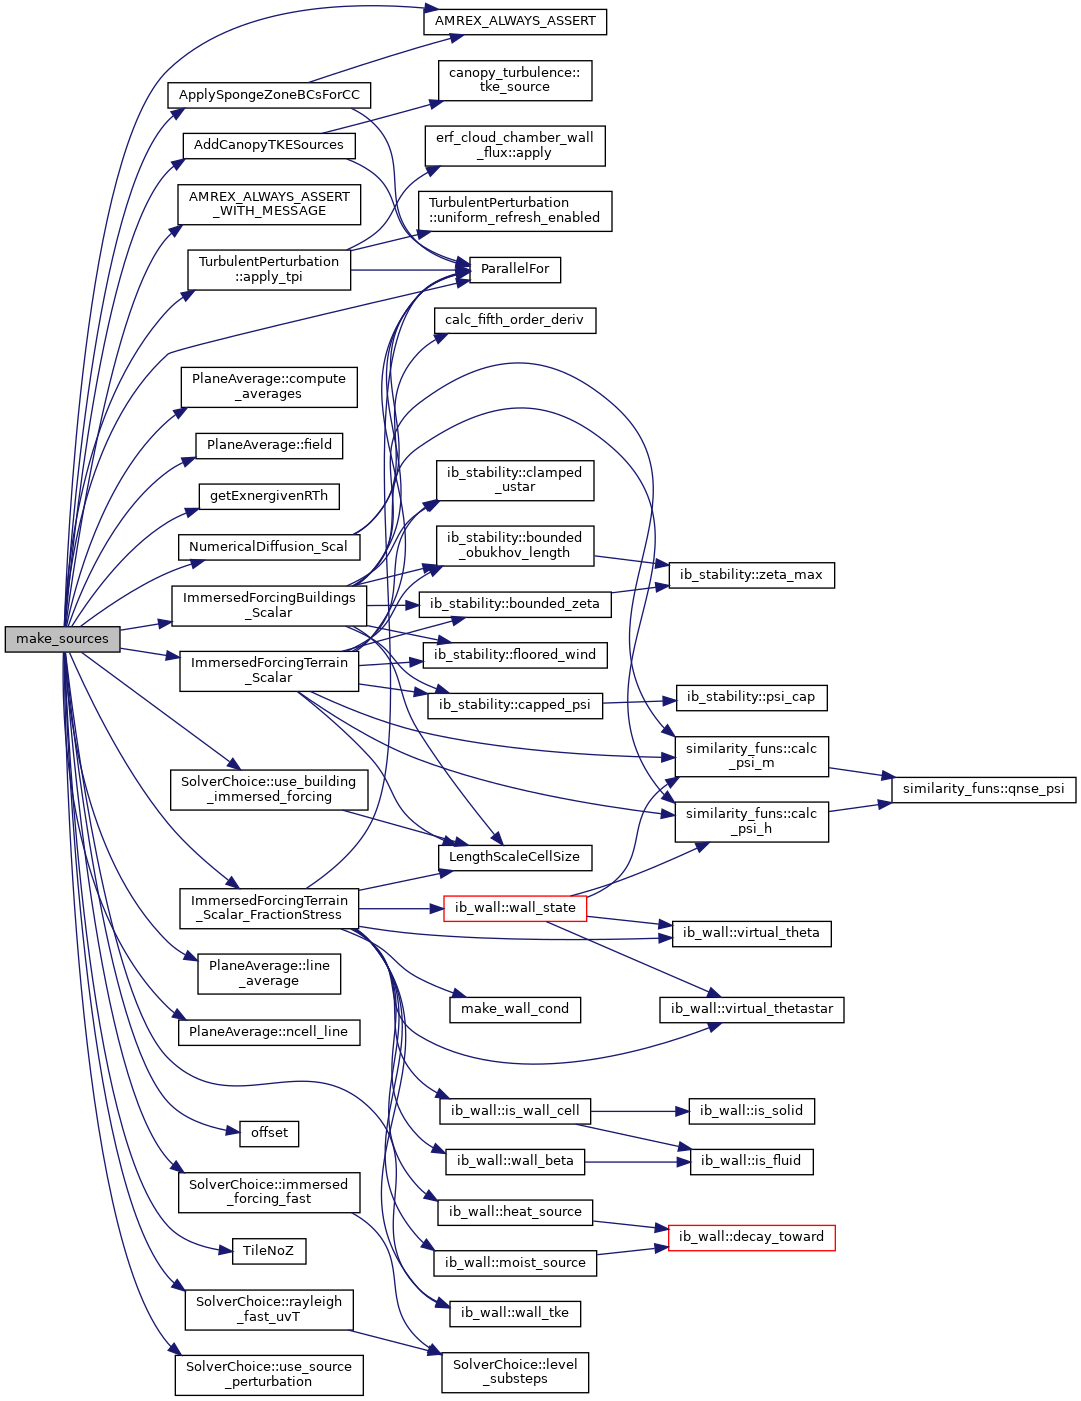 make_sources
AMREX_ALWAYS_ASSERT
ApplySpongeZoneBCsForCC
AddCanopyTKESources
AMREX_ALWAYS_ASSERT
_WITH_MESSAGE
TurbulentPerturbation
::apply_tpi
PlaneAverage::compute
_averages
PlaneAverage::field
getExnergivenRTh
NumericalDiffusion_Scal
ImmersedForcingBuildings
_Scalar
ImmersedForcingTerrain
_Scalar
SolverChoice::use_building
_immersed_forcing
ImmersedForcingTerrain
_Scalar_FractionStress
PlaneAverage::line
_average
PlaneAverage::ncell_line
offset
SolverChoice::immersed
_forcing_fast
TileNoZ
SolverChoice::rayleigh
_fast_uvT
SolverChoice::use_source
_perturbation
canopy_turbulence::
tke_source
erf_cloud_chamber_wall
_flux::apply
TurbulentPerturbation
::uniform_refresh_enabled
ParallelFor
calc_fifth_order_deriv
ib_stability::clamped
_ustar
ib_stability::bounded
_obukhov_length
ib_stability::bounded_zeta
ib_stability::floored_wind
ib_stability::capped_psi
LengthScaleCellSize
ib_wall::wall_state
make_wall_cond
ib_wall::is_wall_cell
ib_wall::wall_beta
ib_wall::heat_source
ib_wall::moist_source
ib_wall::wall_tke
SolverChoice::level
_substeps
ib_stability::zeta_max
ib_stability::psi_cap
similarity_funs::calc
_psi_m
similarity_funs::calc
_psi_h
ib_wall::virtual_theta
ib_wall::virtual_thetastar
ib_wall::is_solid
ib_wall::is_fluid
ib_wall::decay_toward
similarity_funs::qnse_psi